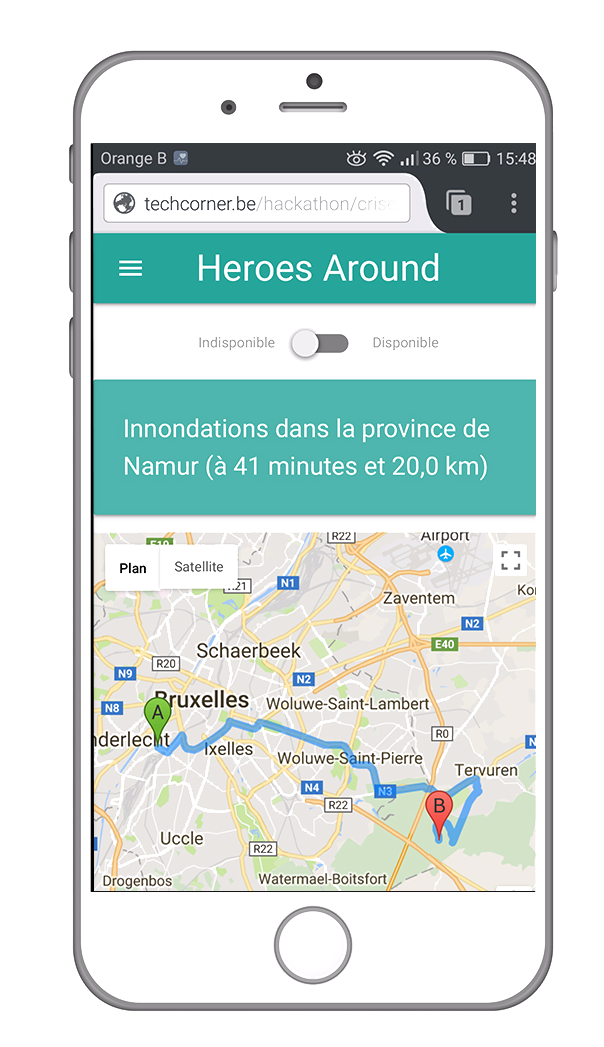 Orange B 36 % 15:48
techcorner.be/hackathon/crise
1
Heroes Around
Indisponible Disponible
Innondations dans la province de
Namur (à 41 minutes et 20,0 km)
R22 Airport
E19
Plan Satellite
R21 N1
Zaventem
N2
E40
Schaerbeek
R20
N9 N2
Bruxelles
Woluwe-Saint-Lambert
N8 A
R0
nderlecht Ixelles
Woluwe-Saint-Pierre
Tervuren
N4 N3
R22 B
Uccle
R22
Drogenbos Watermael-Boitsfort